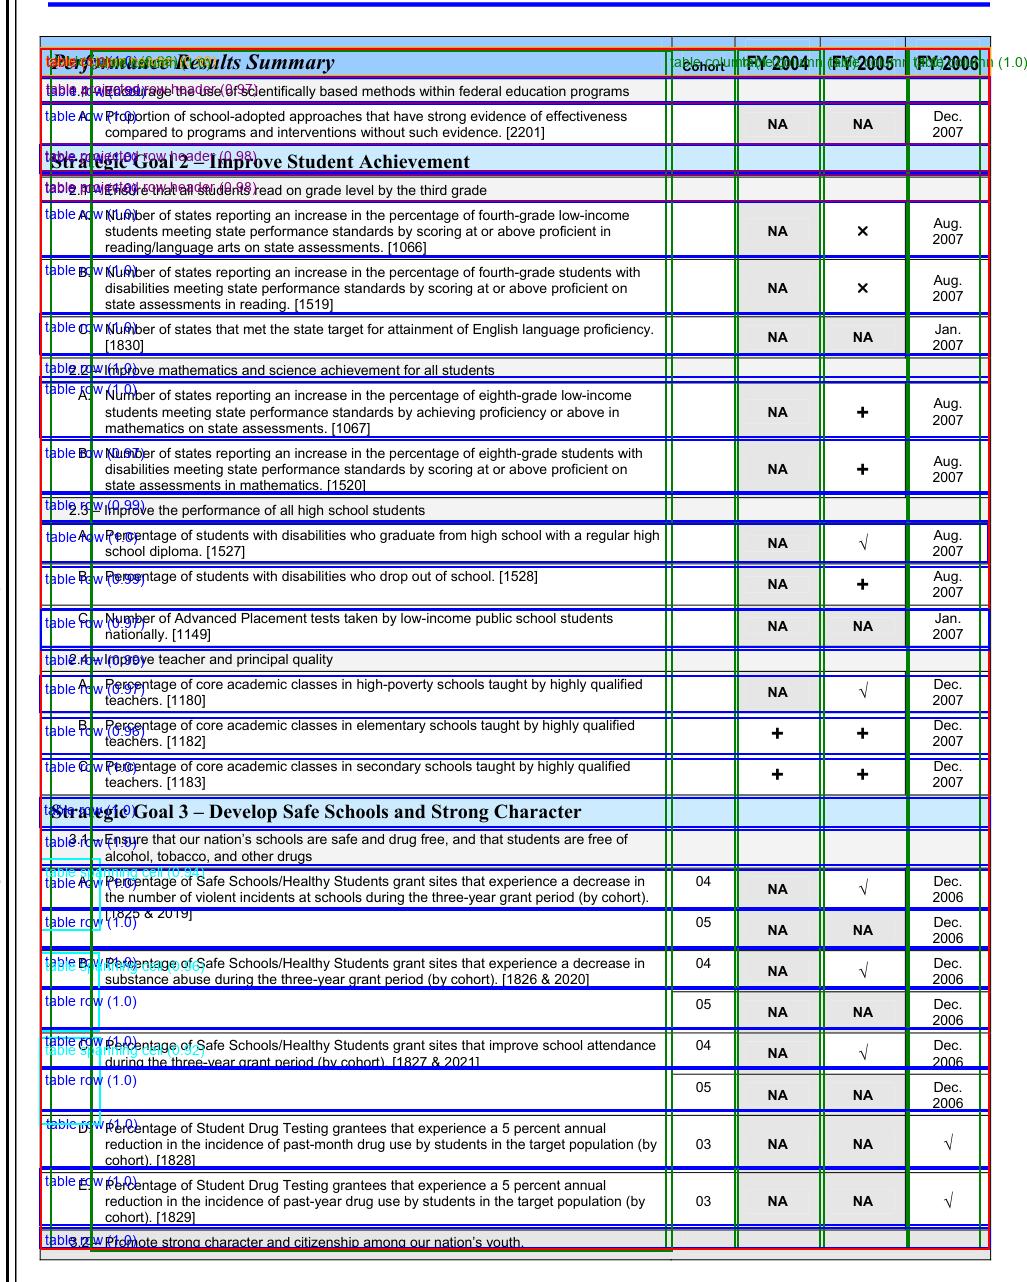 Performance Results Summary Cohort FY 2004 FY 2005 FY 2006
1.4 – Encourage the use of scientifically based methods within federal education programs
A. Proportion of school-adopted approaches that have strong evidence of effectiveness
compared to programs and interventions without such evidence. [2201] NA NA Dec. 2007
Strategic Goal 2 – Improve Student Achievement
2.1 – Ensure that all students read on grade level by the third grade
A. Number of states reporting an increase in the percentage of fourth-grade low-income
students meeting state performance standards by scoring at or above proficient in
reading/language arts on state assessments. [1066] NA × Aug. 2007
B. Number of states reporting an increase in the percentage of fourth-grade students with
disabilities meeting state performance standards by scoring at or above proficient on
state assessments in reading. [1519] NA × Aug. 2007
C. Number of states that met the state target for attainment of English language proficiency.
[1830] NA NA Jan. 2007
2.2 – Improve mathematics and science achievement for all students
A. Number of states reporting an increase in the percentage of eighth-grade low-income
students meeting state performance standards by achieving proficiency or above in
mathematics on state assessments. [1067] NA + Aug. 2007
B. Number of states reporting an increase in the percentage of eighth-grade students with
disabilities meeting state performance standards by scoring at or above proficient on
state assessments in mathematics. [1520] NA + Aug. 2007
2.3 – Improve the performance of all high school students
A. Percentage of students with disabilities who graduate from high school with a regular high
school diploma. [1527] NA √ Aug. 2007
B. Percentage of students with disabilities who drop out of school. [1528] NA + Aug. 2007
C. Number of Advanced Placement tests taken by low-income public school students
nationally. [1149] NA NA Jan. 2007
2.4 – Improve teacher and principal quality
A. Percentage of core academic classes in high-poverty schools taught by highly qualified
teachers. [1180] NA √ Dec. 2007
B. Percentage of core academic classes in elementary schools taught by highly qualified
teachers. [1182] + + Dec. 2007
C. Percentage of core academic classes in secondary schools taught by highly qualified
teachers. [1183] + + Dec. 2007
Strategic Goal 3 – Develop Safe Schools and Strong Character
3.1 – Ensure that our nation's schools are safe and drug free, and that students are free of
alcohol, tobacco, and other drugs
A. Percentage of Safe Schools/Healthy Students grant sites that experience a decrease in
the number of violent incidents at schools during the three-year grant period (by cohort).
[1825 & 2019] 04 NA √ Dec. 2006
05 NA NA Dec. 2006
B. Percentage of Safe Schools/Healthy Students grant sites that experience a decrease in
substance abuse during the three-year grant period (by cohort). [1826 & 2020] 04 NA √ Dec. 2006
05 NA NA Dec. 2006
C. Percentage of Safe Schools/Healthy Students grant sites that improve school attendance
during the three-year grant period (by cohort). [1827 & 2021] 04 NA √ Dec. 2006
05 NA NA Dec. 2006
D. Percentage of Student Drug Testing grantees that experience a 5 percent annual
reduction in the incidence of past-month drug use by students in the target population (by
cohort). [1828] 03 NA NA √
E. Percentage of Student Drug Testing grantees that experience a 5 percent annual
reduction in the incidence of past-year drug use by students in the target population (by
cohort). [1829] 03 NA NA √
3.2 – Promote strong character and citizenship among our nation's youth.